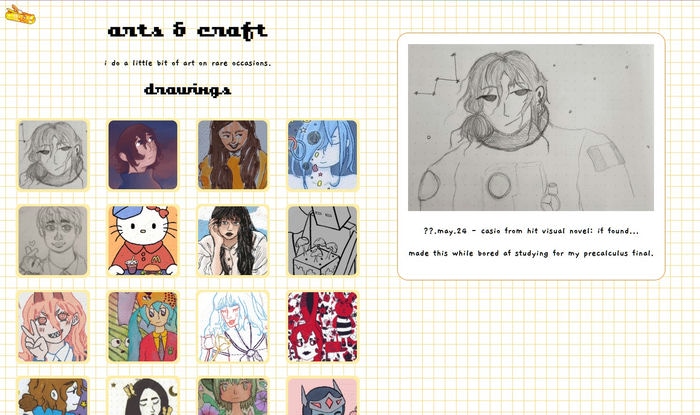 arts & craft
i do a little bit of art on rare occasions.
drawings
??.may.24 - casio from hit visual novel: if found...
made this while bored of studying for my precalculus final.